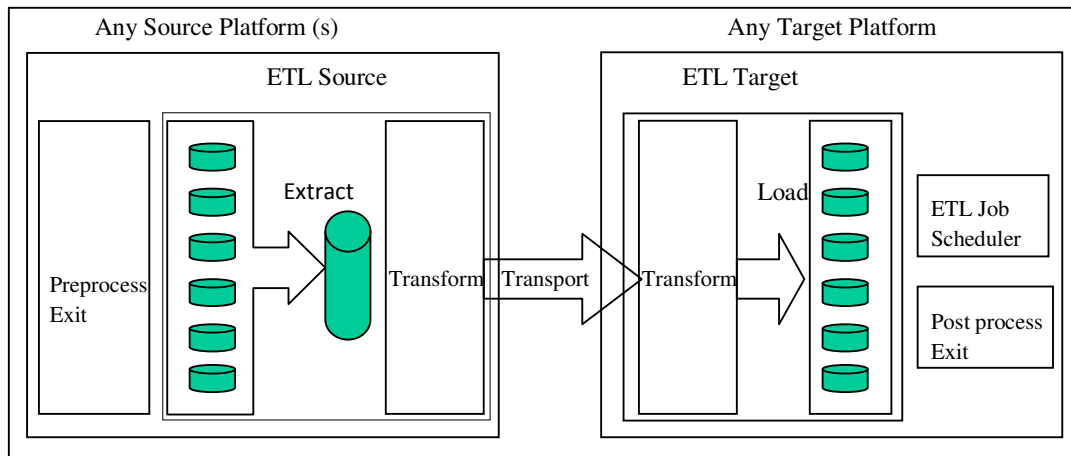 Any Source Platform (s)
Any Target Platform
ETL Source
ETL Target
Extract
Load
ETL Job
Scheduler
Preprocess
Exit
Transform
Transport
Transform
Post process
Exit